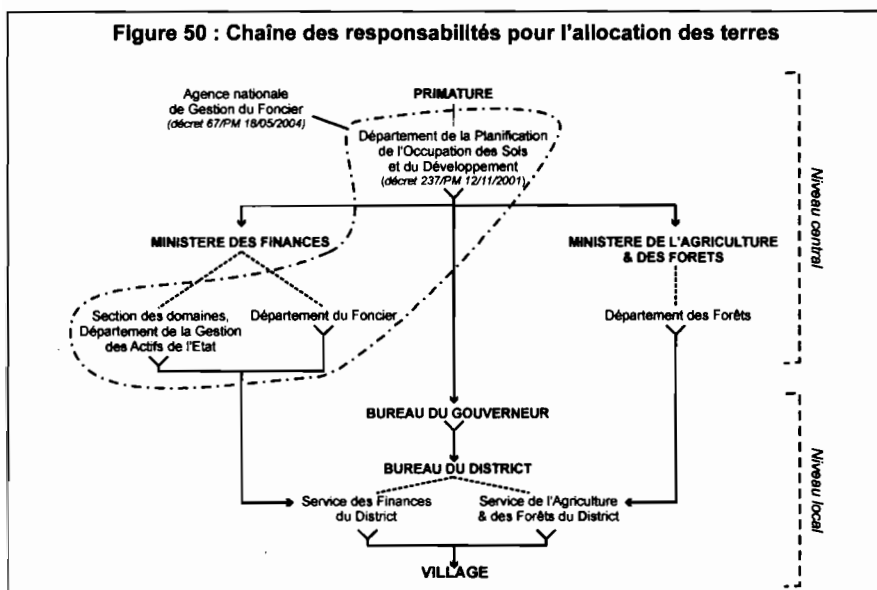 Figure 50 : Chaîne des responsabilités pour l'allocation des terres
Agence nationale
de Gestion du Foncier
(décret 67/PM 18/05/2004)
PRIMATURE
Département de la Planification
de l'Occupation des Sols
et du Développement
(décret 237/PM 12/11/2001)
MINISTERE DES FINANCES
MINISTERE DE L'AGRICULTURE
& DES FORETS
Section des domaines,
Département de la Gestion
des Actifs de l'Etat
Département du Foncier
Département des Forêts
Niveau central
BUREAU DU GOUVERNEUR
BUREAU DU DISTRICT
Service des Finances
du District
Service de l'Agriculture
& des Forêts du District
VILLAGE
Niveau local